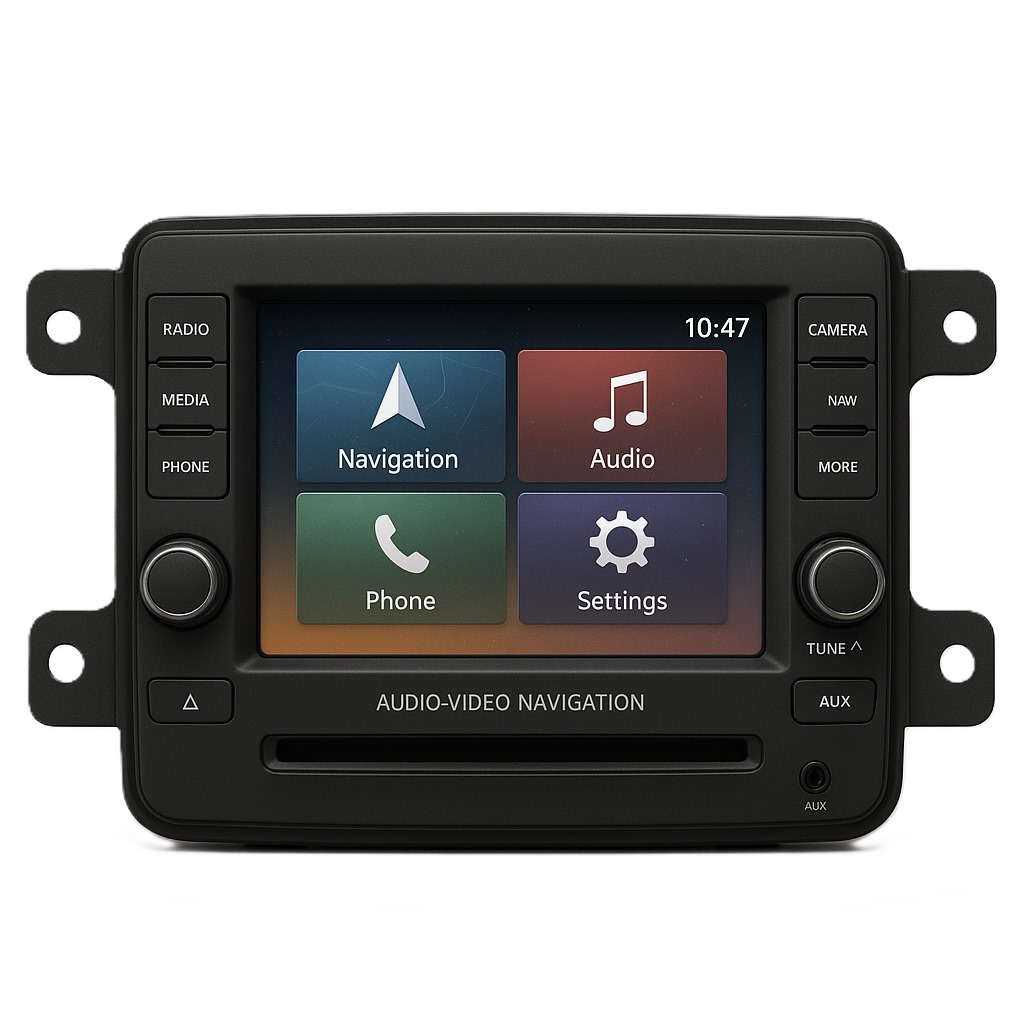 RADIO
MEDIA
PHONE
10:47
Navigation
Audio
Phone
Settings
CAMERA
NAW
MORE
TUNE ^
AUDIO-VIDEO NAVIGATION
AUX
AUX